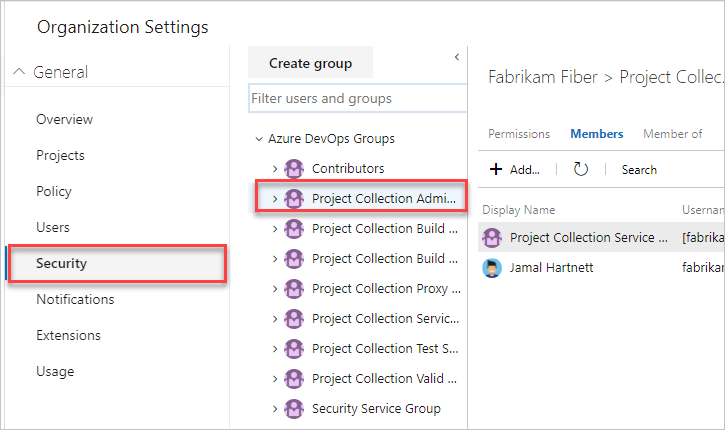 Organization Settings
General
Overview
Projects
Policy
Users
Security
Notifications
Extensions
Usage
Create group
Filter users and groups
Azure DevOps Groups
Contributors
Project Collection Admi...
Project Collection Build ...
Project Collection Build ...
Project Collection Proxy ...
Project Collection Servic...
Project Collection Test S...
Project Collection Valid ...
Security Service Group
Fabrikam Fiber > Project Collec...
Permissions Members Member of
+ Add... Search
Display Name Userna
Project Collection Service ... [fabrikam
Jamal Hartnett fabrikam